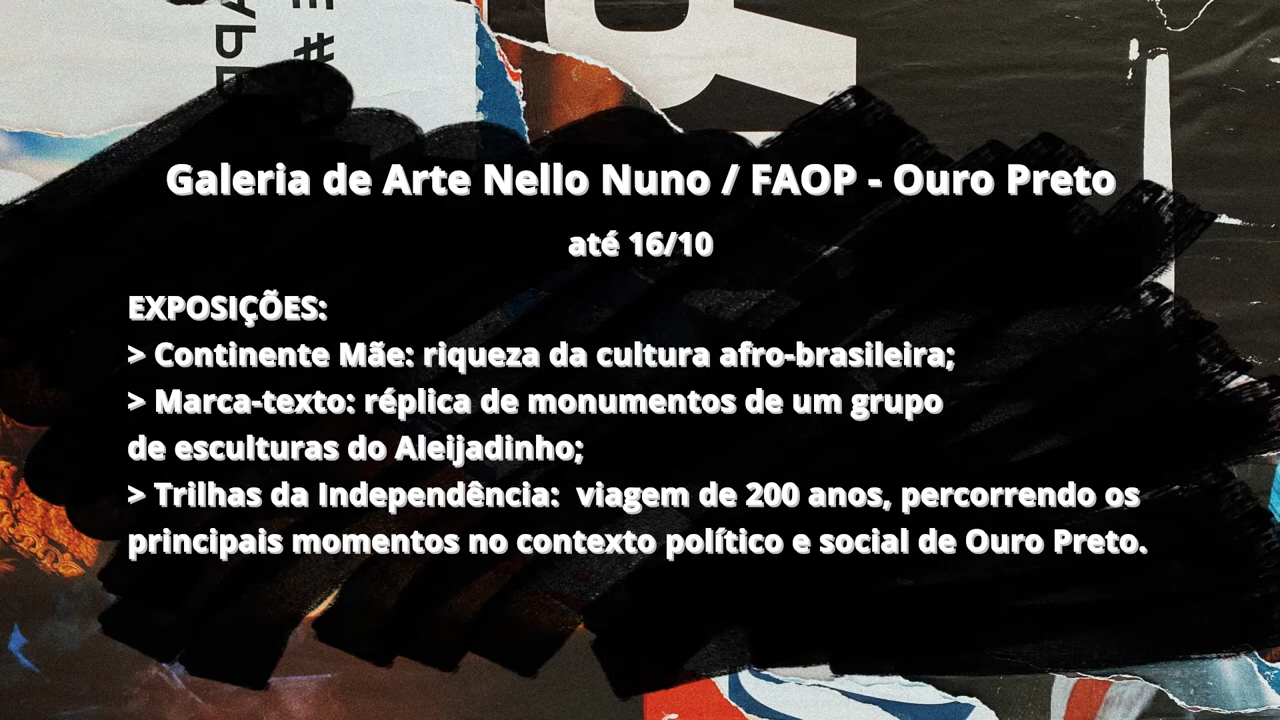 Galeria de Arte Nello Nuno / FAOP - Ouro Preto
até 16/10
EXPOSIÇÕES:
> Continente Mãe: riqueza da cultura afro-brasileira;
> Marca-texto: réplica de monumentos de um grupo
de esculturas do Aleijadinho;
> Trilhas da Independência:  viagem de 200 anos, percorrendo os
principais momentos no contexto político e social de Ouro Preto.